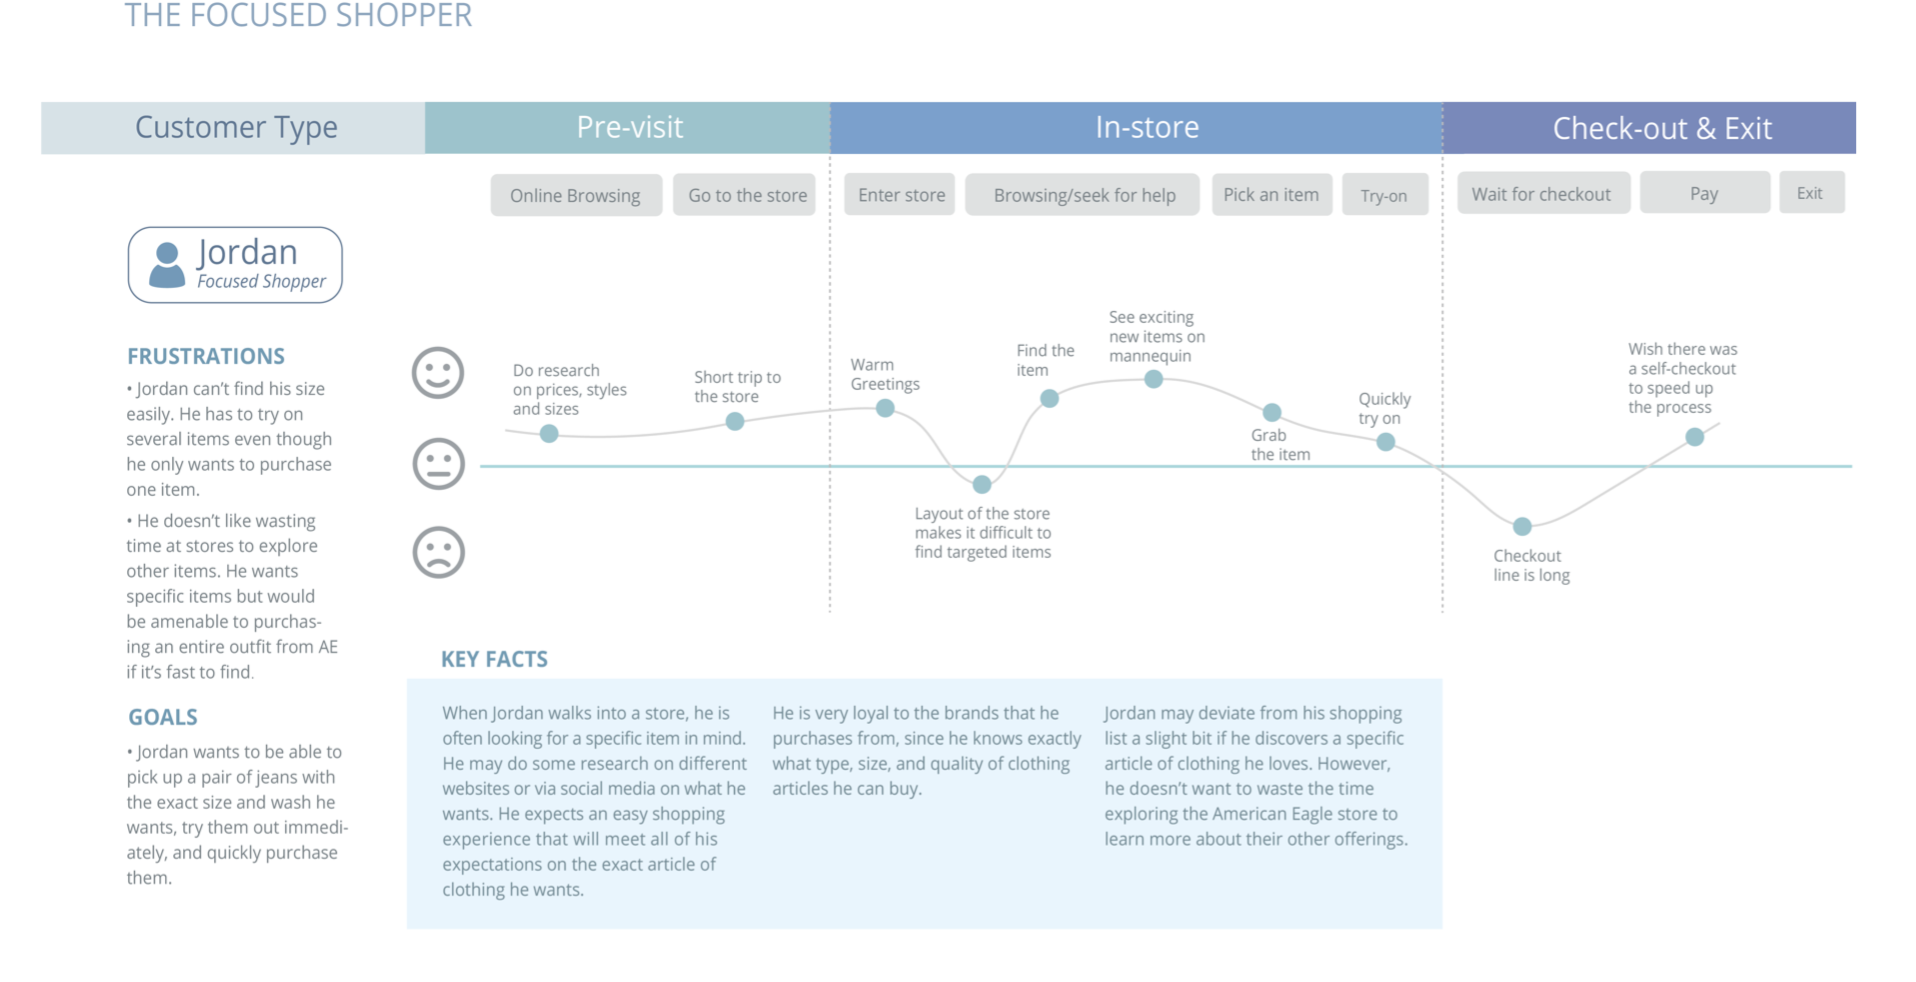 THE FOCUSED SHOPPER
Customer Type
Pre-visit
In-store
Check-out & Exit
Online Browsing
Go to the store
Enter store
Browsing/seek for help
Pick an item
Try-on
Wait for checkout
Pay
Exit
Jordan
Focused Shopper
FRUSTRATIONS
• Jordan can't find his size
easily. He has to try on
several items even though
he only wants to purchase
one item.
• He doesn't like wasting
time at stores to explore
other items. He wants
specific items but would
be amenable to purchas-
ing an entire outfit from AE
if it's fast to find.
GOALS
• Jordan wants to be able to
pick up a pair of jeans with
the exact size and wash he
wants, try them out immedi-
ately, and quickly purchase
them.
Do research
on prices, styles
and sizes
Short trip to
the store
Warm
Greetings
Layout of the store
makes it difficult to
find targeted items
Find the
item
See exciting
new items on
mannequin
Grab
the item
Quickly
try on
Checkout
line is long
Wish there was
a self-checkout
to speed up
the process
KEY FACTS
When Jordan walks into a store, he is
often looking for a specific item in mind.
He may do some research on different
websites or via social media on what he
wants. He expects an easy shopping
experience that will meet all of his
expectations on the exact article of
clothing he wants.
He is very loyal to the brands that he
purchases from, since he knows exactly
what type, size, and quality of clothing
articles he can buy.
Jordan may deviate from his shopping
list a slight bit if he discovers a specific
article of clothing he loves. However,
he doesn't want to waste the time
exploring the American Eagle store to
learn more about their other offerings.